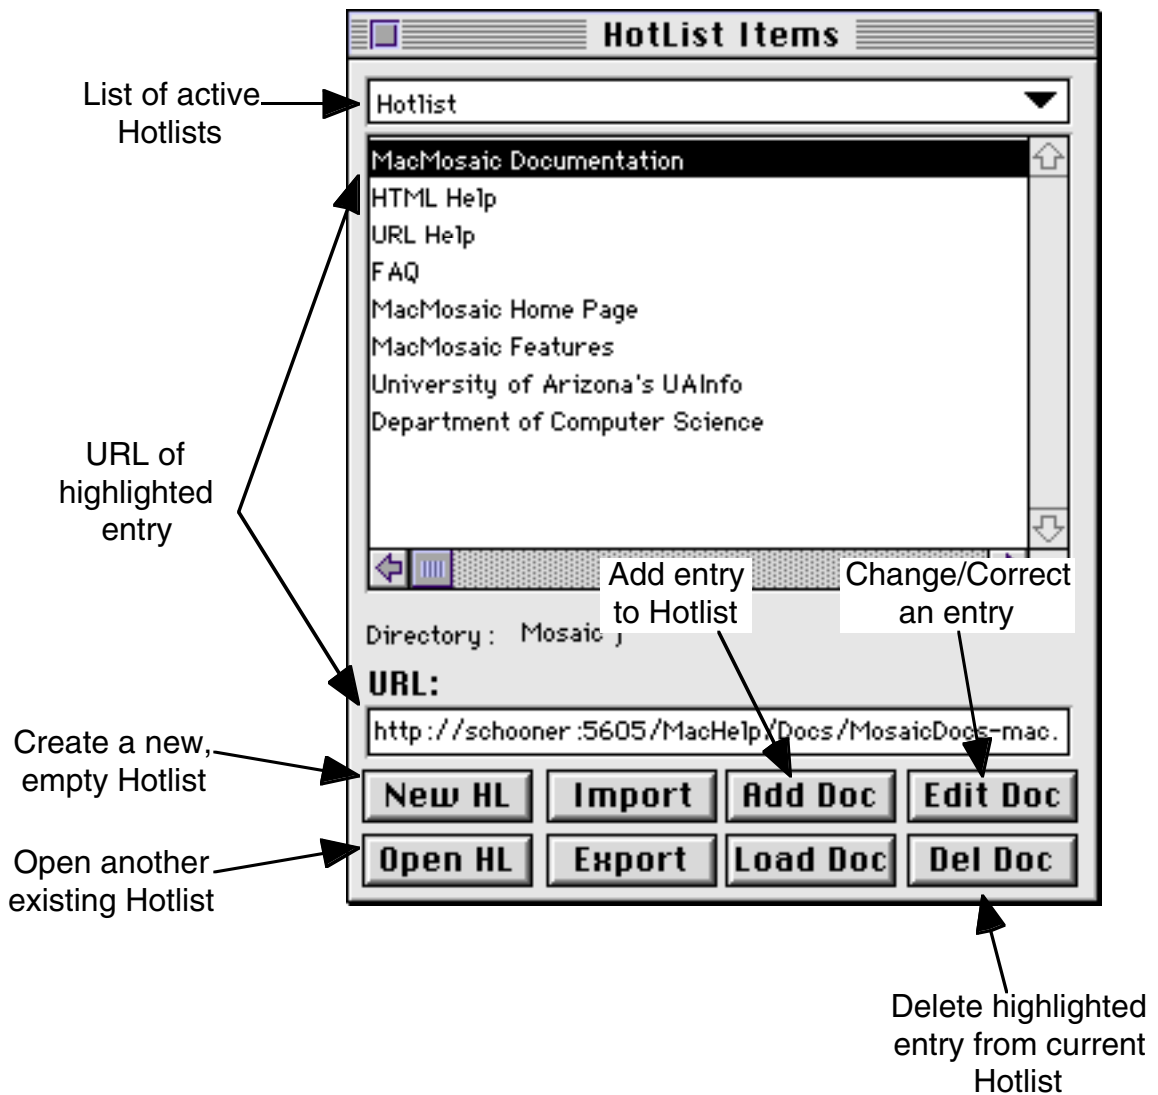 HotList Items
List of active
Hotlists
Hotlist
MacMosaic Documentation
HTML Help
URL Help
FAQ
MacMosaic Home Page
MacMosaic Features
University of Arizona's UAInfo
Department of Computer Science
URL of
highlighted
entry
Add entry
to Hotlist
Change/Correct
an entry
Directory: Mosaic
URL:
http://schooner:5605/MacHelp/Docs/MosaicDocs-mac.
Create a new,
empty Hotlist
New HL Import Add Doc Edit Doc
Open another
existing Hotlist
Open HL Export Load Doc Del Doc
Delete highlighted
entry from current
Hotlist